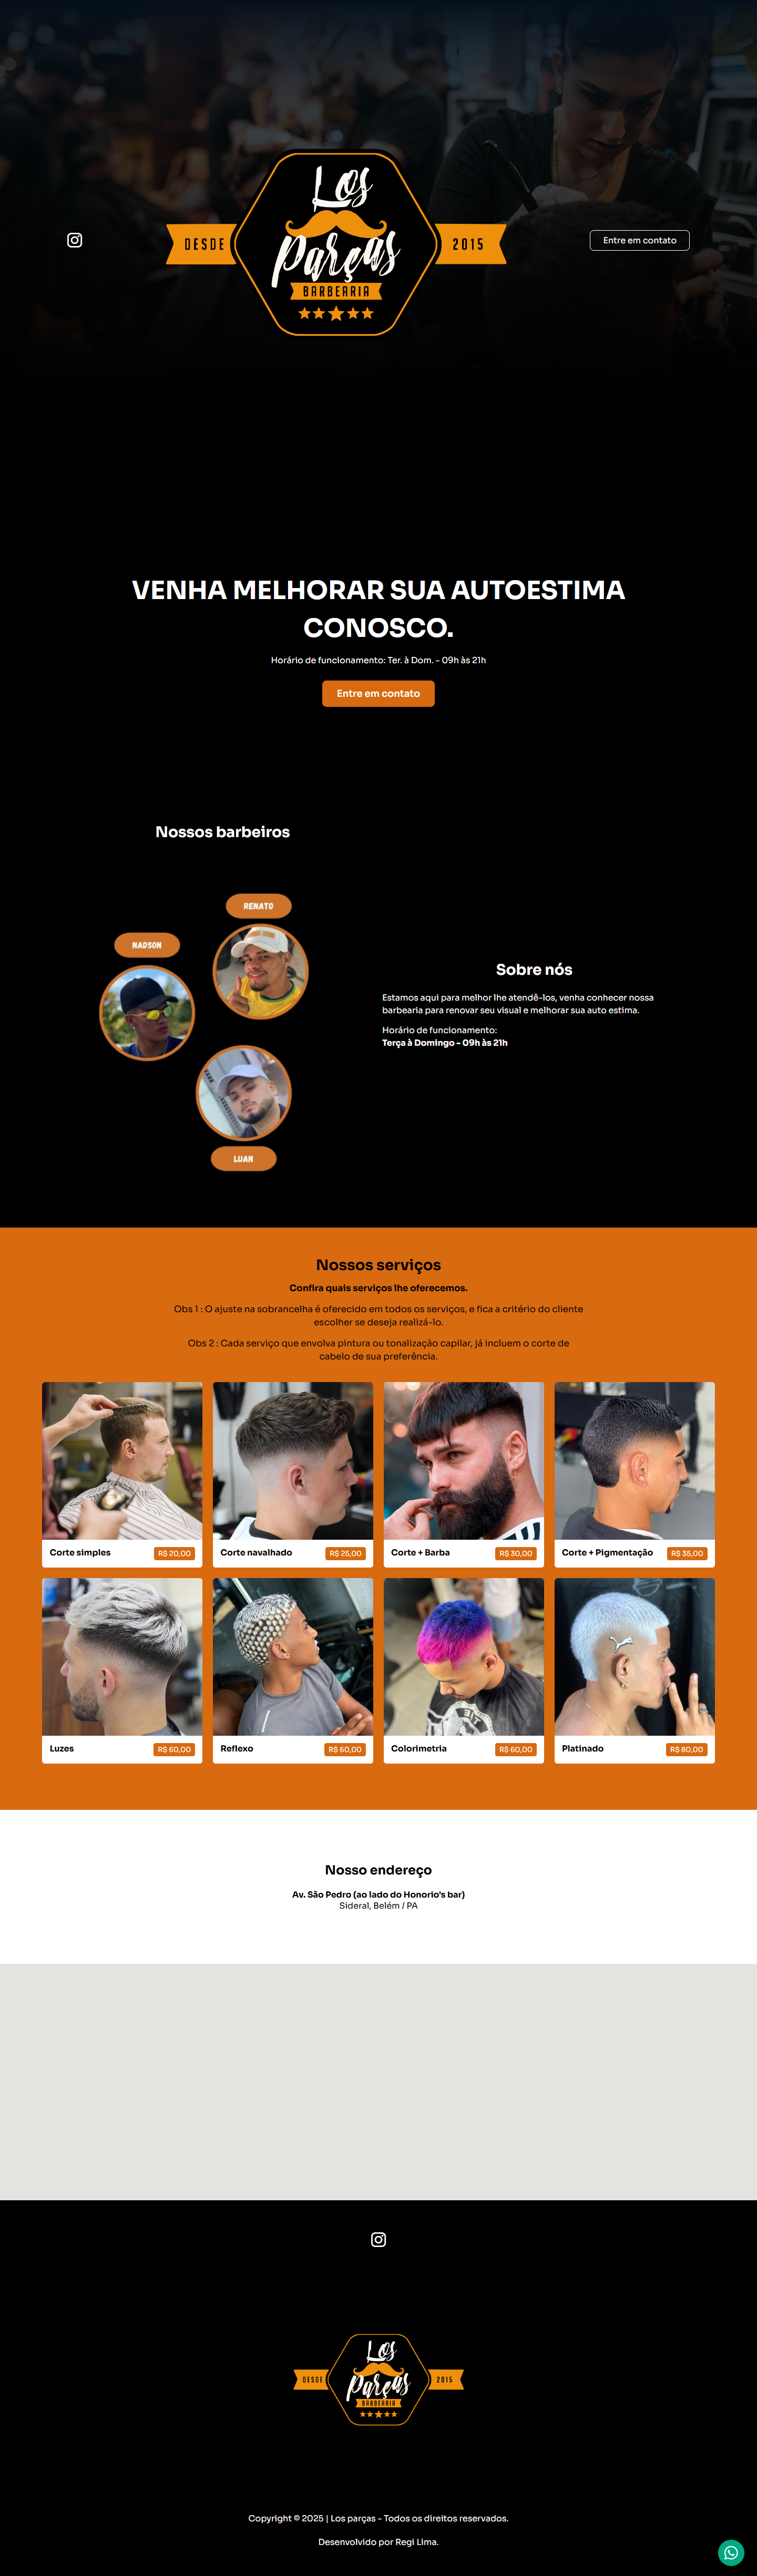 Los
DESDE
2015
Parças
BARBEARIA
Entre em contato
VENHA MELHORAR SUA AUTOESTIMA
CONOSCO.
Horário de funcionamento: Ter. à Dom. - 09h às 21h
Entre em contato
Nossos barbeiros
RENATO
NADSON
LUAN
Sobre nós
Estamos aqui para melhor lhe atendê-los, venha conhecer nossa
barbearia para renovar seu visual e melhorar sua auto estima.
Horário de funcionamento:
Terça à Domingo - 09h às 21h
Nossos serviços
Confira quais serviços lhe oferecemos.
Obs 1 : O ajuste na sobrancelha é oferecido em todos os serviços, e fica a critério do cliente
escolher se deseja realizá-lo.
Obs 2 : Cada serviço que envolva pintura ou tonalização capilar, já incluem o corte de
cabelo de sua preferência.
Corte simples R$ 20,00
Corte navalhado R$ 25,00
Corte + Barba R$ 30,00
Corte + Pigmentação R$ 35,00
Luzes R$ 60,00
Reflexo R$ 60,00
Colorimetria R$ 60,00
Platinado R$ 80,00
Nosso endereço
Av. São Pedro (ao lado do Honorio's bar)
Sideral, Belém / PA
Los
DESDE
2015
Parças
BARBEARIA
Copyright © 2025 | Los parças - Todos os direitos reservados.
Desenvolvido por Regi Lima.